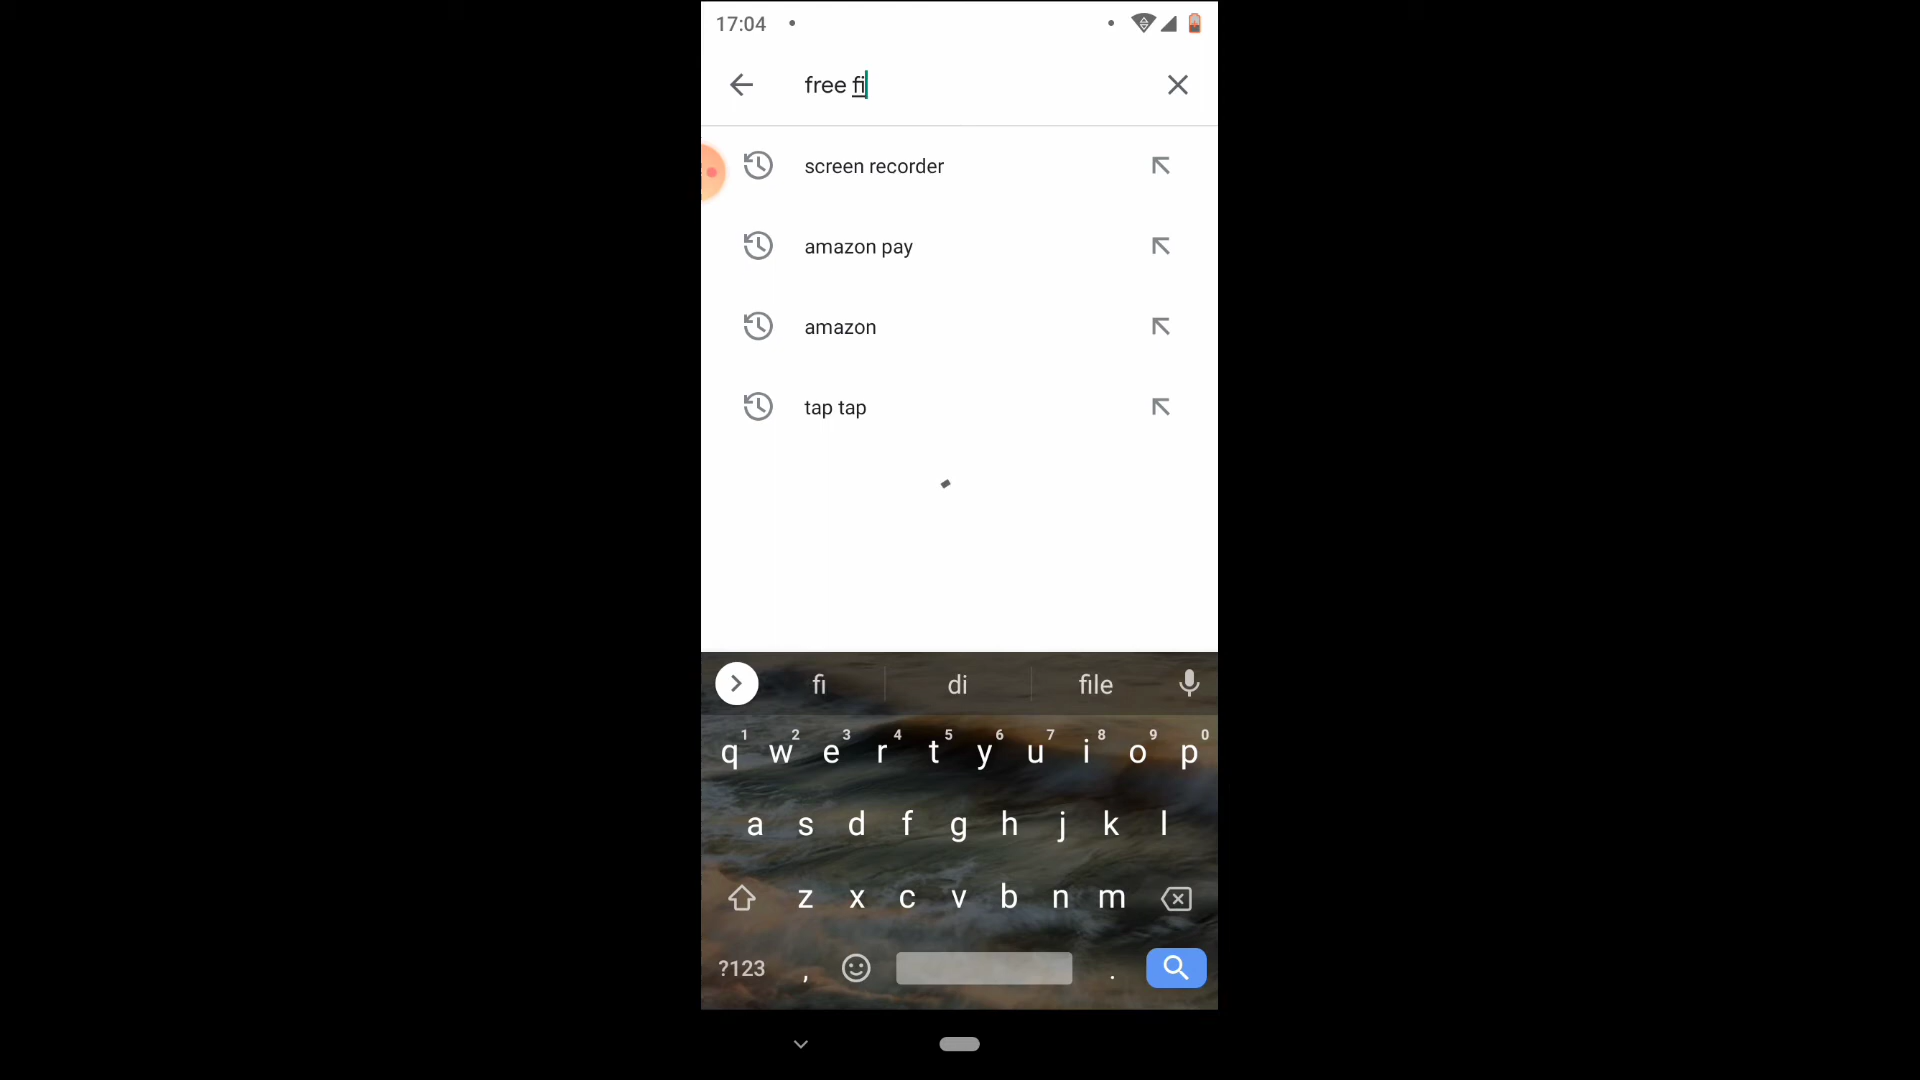 17:04
free fi
screen recorder
amazon pay
amazon
tap tap
fi di file
1 2 3 4 5 6 7 8 9 0
q w e r t y u i o p
a s d f g h j k l
z x c v b n m
?123 , .